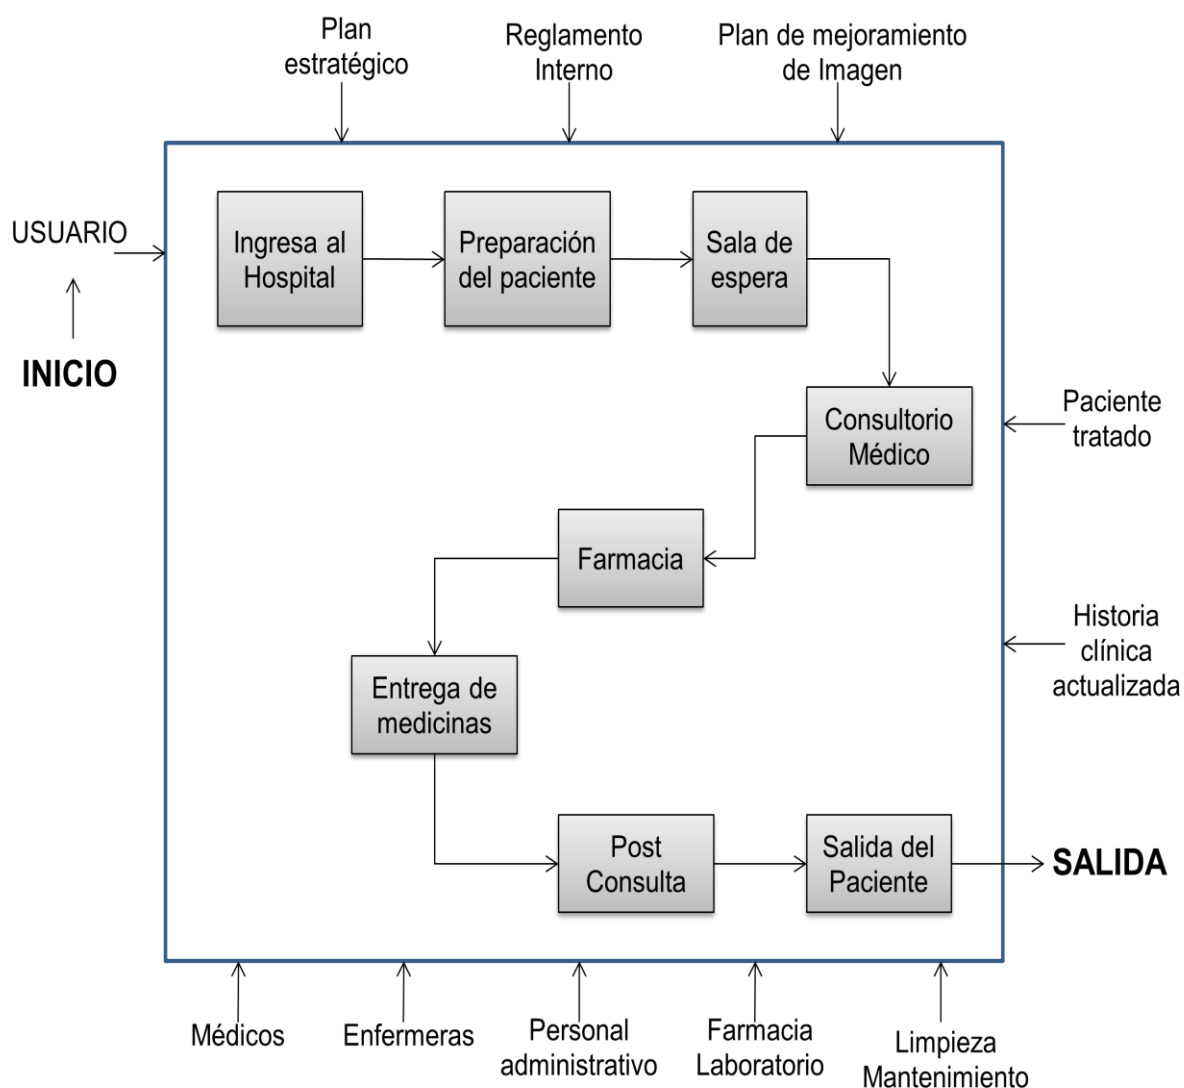 Plan
estratégico
Reglamento
Interno
Plan de mejoramiento
de Imagen
USUARIO
INICIO
Ingresa al
Hospital
Preparación
del paciente
Sala de
espera
Consultorio
Médico
Paciente
tratado
Farmacia
Historia
clínica
actualizada
Entrega de
medicinas
Post
Consulta
Salida del
Paciente
SALIDA
Médicos
Enfermeras
Personal
administrativo
Farmacia
Laboratorio
Limpieza
Mantenimiento